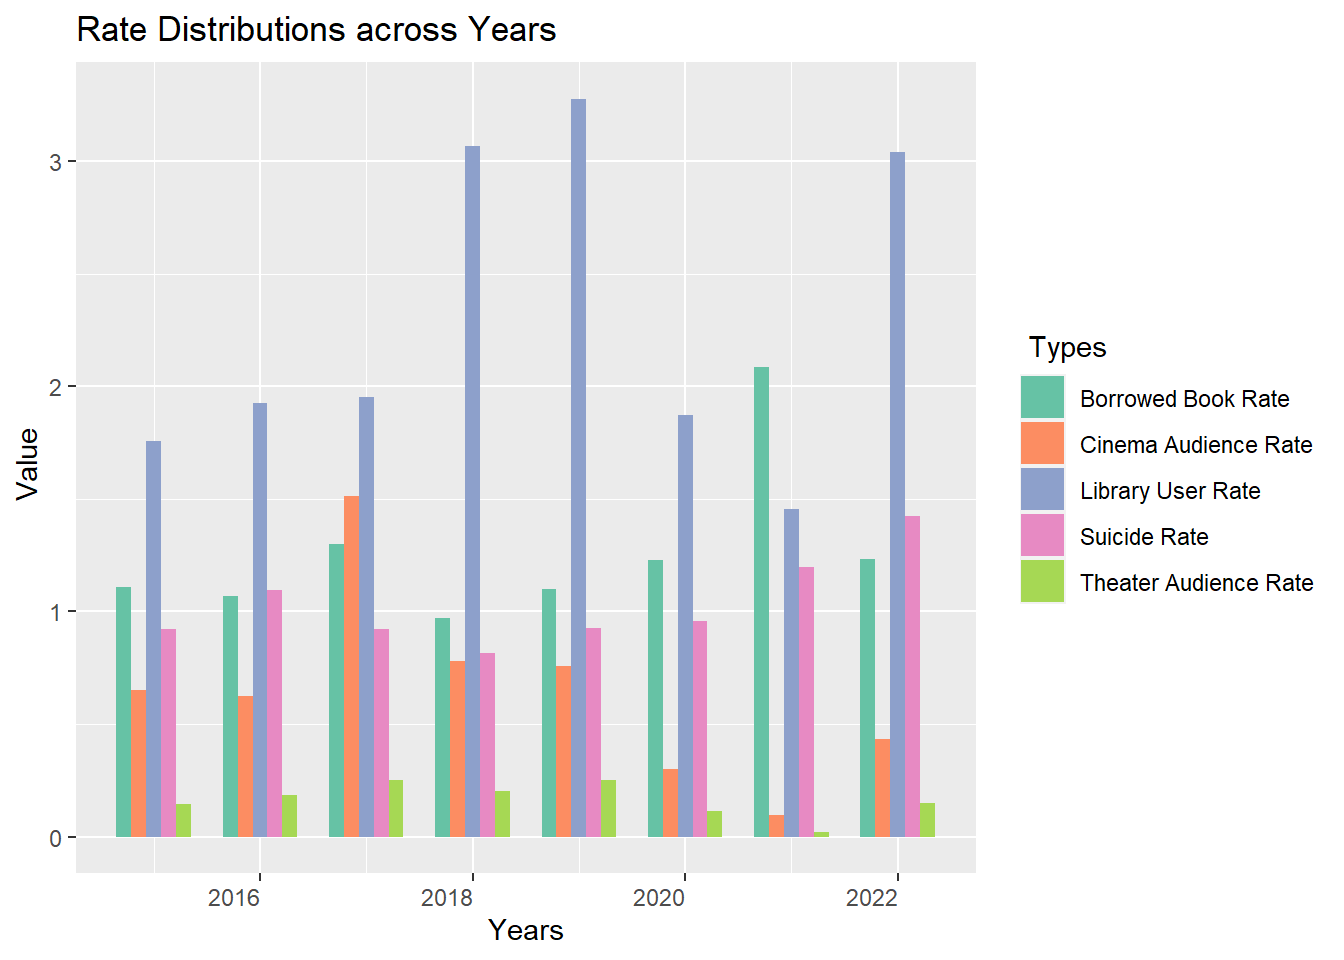 Rate Distributions across Years
3
2
1
0
Value
2016
2018
2020
2022
Years
Types
Borrowed Book Rate
Cinema Audience Rate
Library User Rate
Suicide Rate
Theater Audience Rate